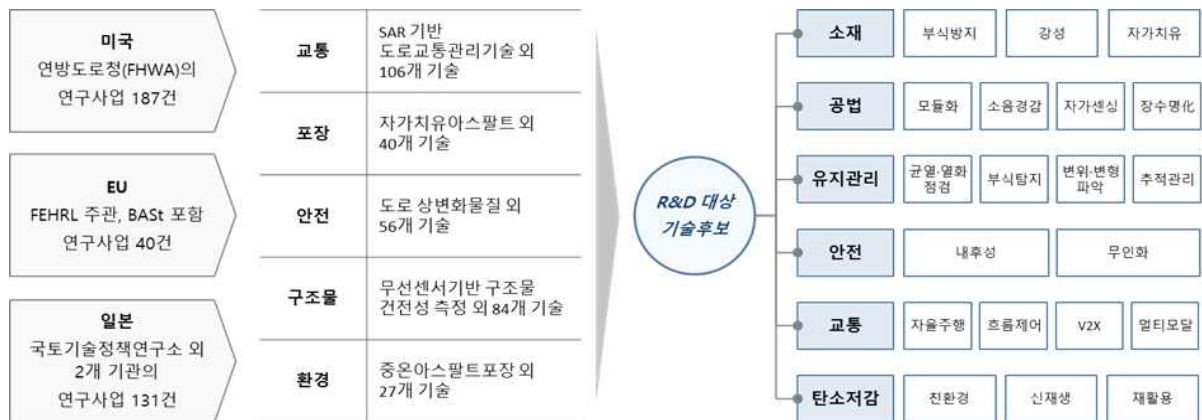 미국
연방도로청(FHWA)의
연구사업 187건
EU
FEHRL 주관, BASt 포함
연구사업 40건
일본
국토기술정책연구소 외
2개 기관의
연구사업 131건
교통
SAR 기반
도로교통관리기술 외
106개 기술
포장
자가치유아스팔트 외
40개 기술
안전
도로 상변화물질 외
56개 기술
구조물
무선센서기반 구조물
건전성 측정 외 84개 기술
환경
중온아스팔트포장 외
27개 기술
R&D 대상
기술후보
소재
부식방지
강성
자가치유
공법
모듈화
소음경감
자가센싱
장수명化
유지관리
균열·열화
점검
부식탐지
변위·변형
파악
추적관리
안전
내후성
무인화
교통
자율주행
흐름제어
V2X
멀티모달
탄소저감
친환경
신재생
재활용